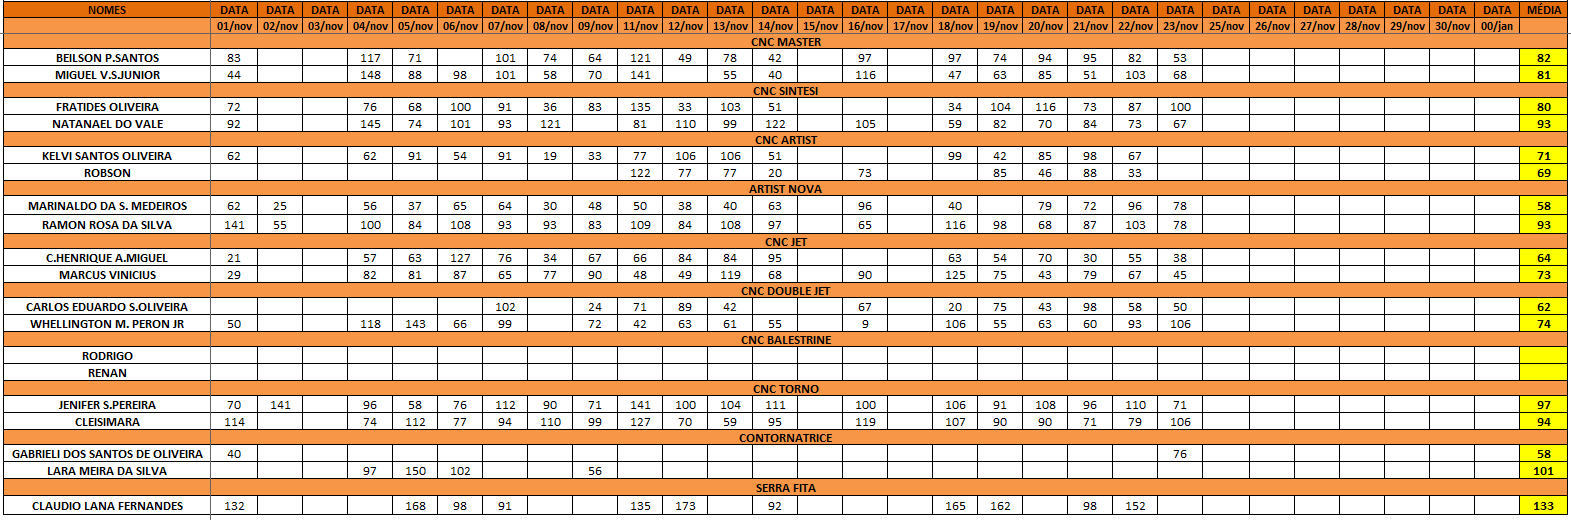 NOMES DATA DATA DATA DATA DATA DATA DATA DATA DATA DATA DATA DATA DATA DATA DATA DATA DATA DATA DATA DATA DATA DATA DATA DATA DATA DATA DATA DATA MÉDIA
01/nov 02/nov 03/nov 04/nov 05/nov 06/nov 07/nov 08/nov 09/nov 11/nov 12/nov 13/nov 14/nov 15/nov 16/nov 17/nov 18/nov 19/nov 20/nov 21/nov 22/nov 23/nov 25/nov 26/nov 27/nov 28/nov 29/nov 30/nov 00/jan
CNC MASTER
BEILSON P.SANTOS 83 117 71 101 74 64 121 49 78 42 97 97 74 94 95 82 53 82
MIGUEL V.S.JUNIOR 44 148 88 98 101 58 70 141 55 40 116 47 63 85 51 103 68 81
CNC SINTESI
FRATIDES OLIVEIRA 72 76 68 100 91 36 83 135 33 103 51 34 104 116 73 87 100 80
NATANAEL DO VALE 92 145 74 101 93 121 81 110 99 122 105 59 82 70 84 73 67 93
CNC ARTIST
KELVI SANTOS OLIVEIRA 62 62 91 54 91 19 33 77 106 106 51 99 42 85 98 67 71
ROBSON 122 77 77 20 73 85 46 88 33 69
ARTIST NOVA
MARINALDO DA S. MEDEIROS 62 25 56 37 65 64 30 48 50 38 40 63 96 40 79 72 96 78 58
RAMON ROSA DA SILVA 141 55 100 84 108 93 93 83 109 84 108 97 65 116 98 68 87 103 78 93
CNC JET
C.HENRIQUE A.MIGUEL 21 57 63 127 76 34 67 66 84 84 95 63 54 70 30 55 38 64
MARCUS VINICIUS 29 82 81 87 65 77 90 48 49 119 68 90 125 75 43 79 67 45 73
CNC DOUBLE JET
CARLOS EDUARDO S.OLIVEIRA 102 24 71 89 42 67 20 75 43 98 58 50 62
WHELLINGTON M. PERON JR 50 118 143 66 99 72 42 63 61 55 9 106 55 63 60 93 106 74
CNC BALESTRINE
RODRIGO
RENAN
CNC TORNO
JENIFER S.PEREIRA 70 141 96 58 76 112 90 71 141 100 104 111 100 106 91 108 96 110 71 97
CLEISIMARA 114 74 112 77 94 110 99 127 70 59 95 119 107 90 90 71 79 106 94
CONTORNATRICE
GABRIELI DOS SANTOS DE OLIVEIRA 40 76 58
LARA MEIRA DA SILVA 97 150 102 56 101
SERRA FITA
CLAUDIO LANA FERNANDES 132 168 98 91 135 173 92 165 162 98 152 133